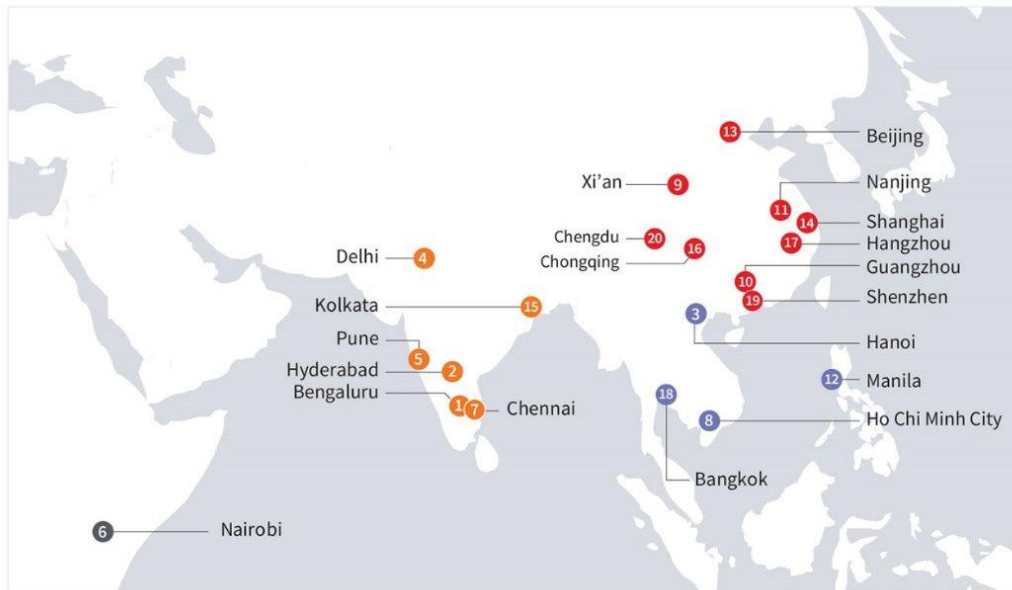 13
Beijing
Xi’an
9
Nanjing
11
14
Shanghai
Chengdu
20
17
Hangzhou
16
Chongqing
Delhi
4
Guangzhou
10
Kolkata
15
19
Shenzhen
3
Pune
5
Hanoi
Hyderabad
2
12
Manila
Bengaluru
1
7
Chennai
18
8
Ho Chi Minh City
Bangkok
6
Nairobi